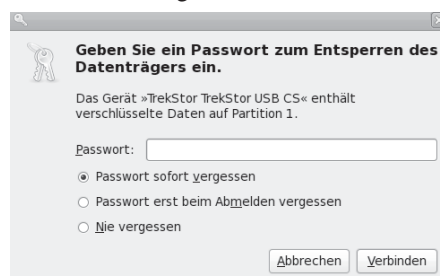 Geben Sie ein Passwort zum Entsperren des
Datenträgers ein.
Das Gerät »TrekStor TrekStor USB CS« enthält
verschlüsselte Daten auf Partition 1.
Passwort:
Passwort sofort vergessen
Passwort erst beim Abmelden vergessen
Nie vergessen
Abbrechen Verbinden